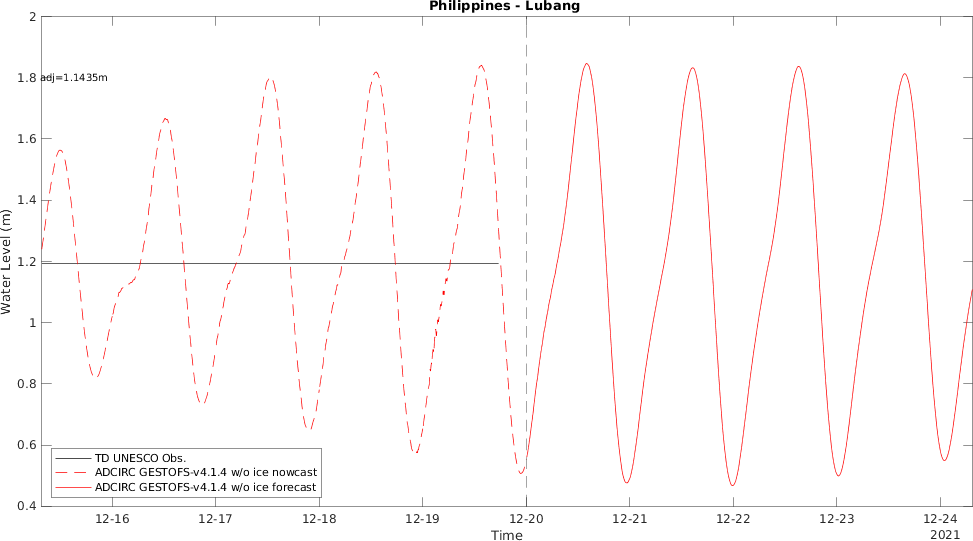 Philippines - Lubang
adj=1.1435m
Water Level (m)
2
1.8
1.6
1.4
1.2
1
0.8
0.6
0.4
TD UNESCO Obs.
ADCIRC GESTOFS-v4.1.4 w/o ice nowcast
ADCIRC GESTOFS-v4.1.4 w/o ice forecast
12-16 12-17 12-18 12-19 12-20 12-21 12-22 12-23 12-24
Time
2021